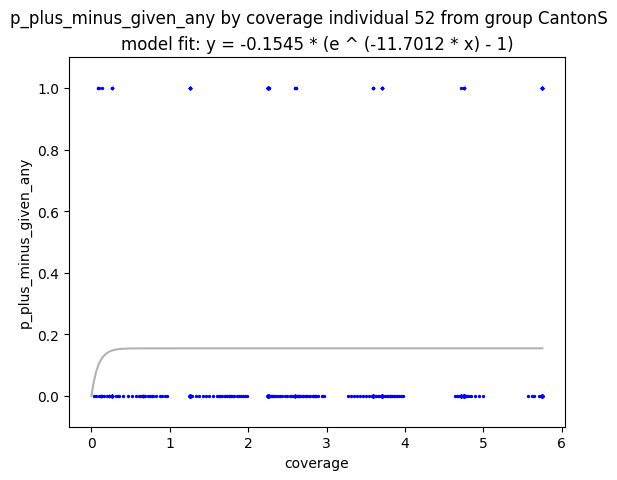 p_plus_minus_given_any by coverage individual 52 from group CantonS
model fit: y = -0.1545 * (e ^ (-11.7012 * x) - 1)
1.0
0.8
0.6
0.4
0.2
0.0
p_plus_minus_given_any
0 1 2 3 4 5 6
coverage